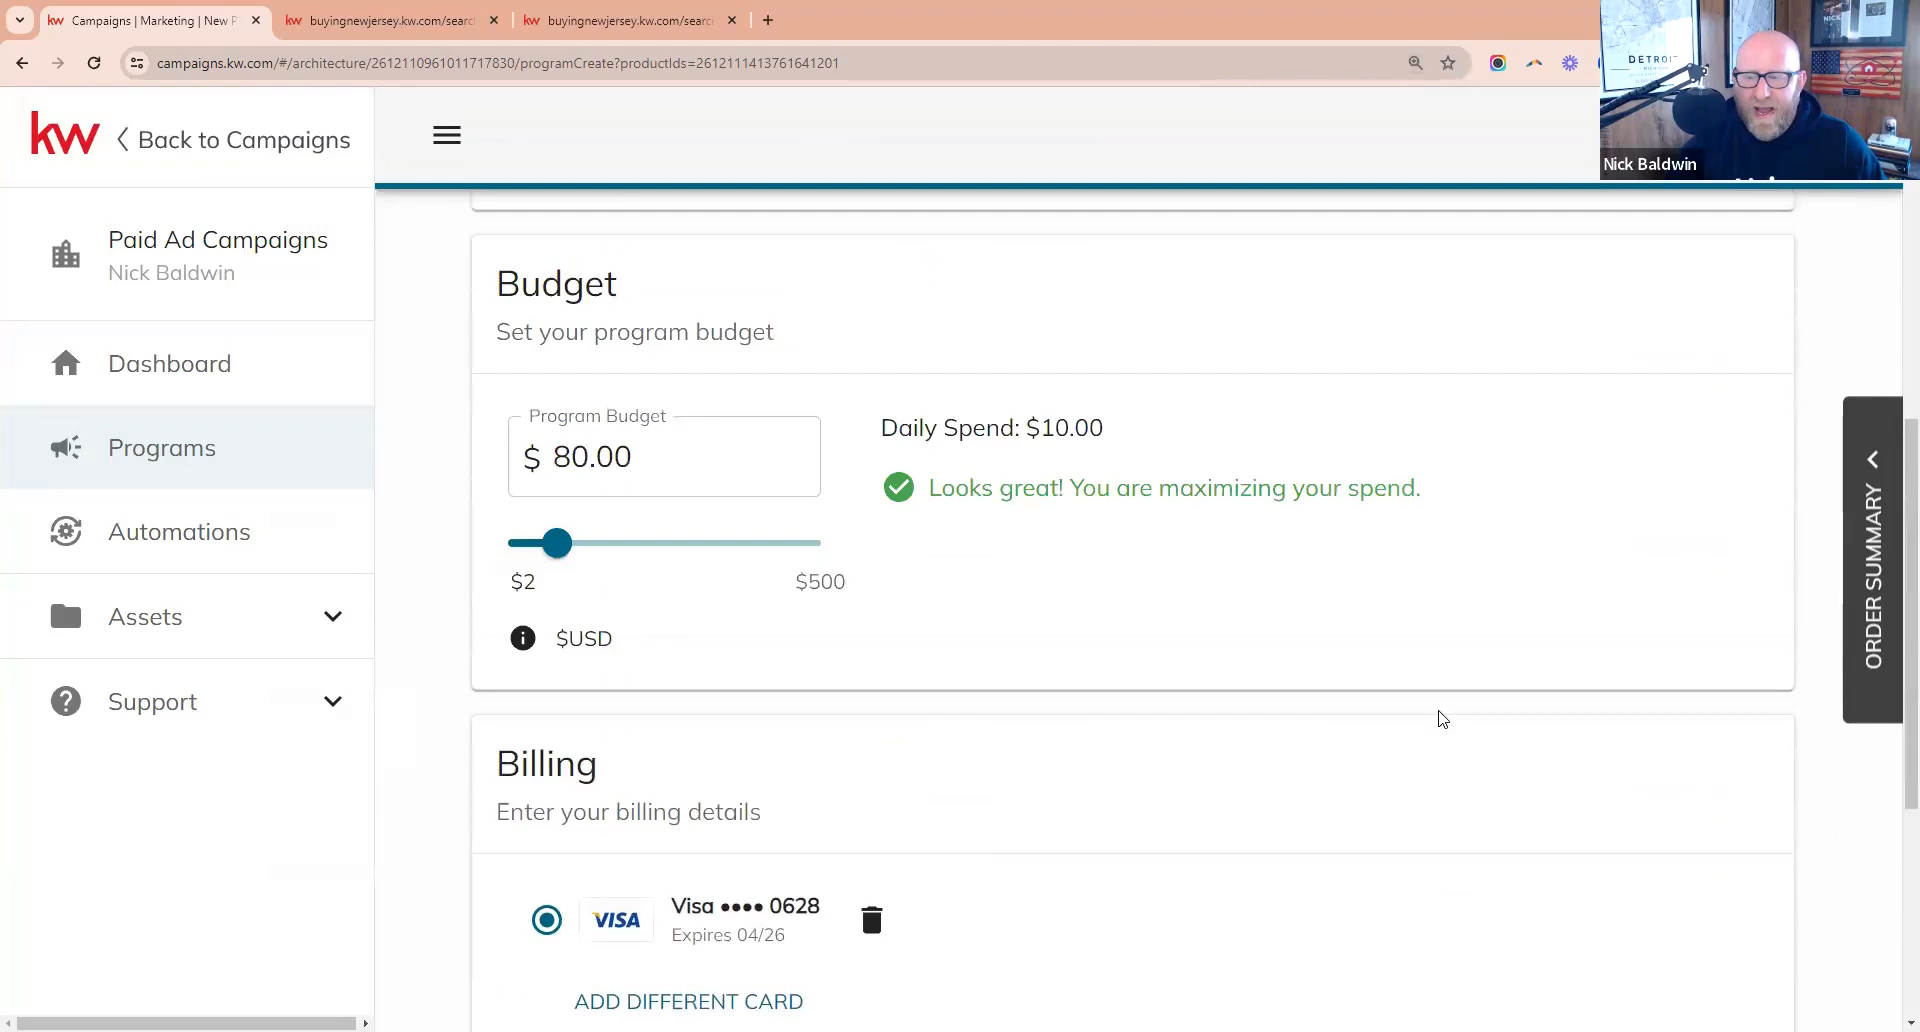 Campaigns | Marketing | New P
buyingnewjersey.kw.com/searc
buyingnewjersey.kw.com/searc
campaigns.kw.com/#/architecture/2612110961011717830/programCreate?productIds=2612111413761641201
DETROIT
Nick Baldwin
kw
Back to Campaigns
Paid Ad Campaigns
Nick Baldwin
Dashboard
Programs
Automations
Assets
Support
Budget
Set your program budget
Program Budget
$ 80.00
$2
$500
$USD
Daily Spend: $10.00
Looks great! You are maximizing your spend.
ORDER SUMMARY
Billing
Enter your billing details
VISA
Visa •••• 0628
Expires 04/26
ADD DIFFERENT CARD